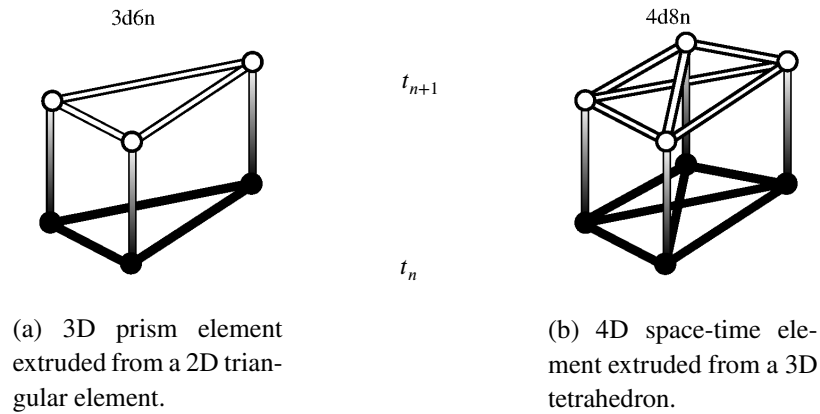 3d6n
4d8n
t_{n+1}
t_n
(a) 3D prism element
extruded from a 2D trian-
gular element.
(b) 4D space-time ele-
ment extruded from a 3D
tetrahedron.